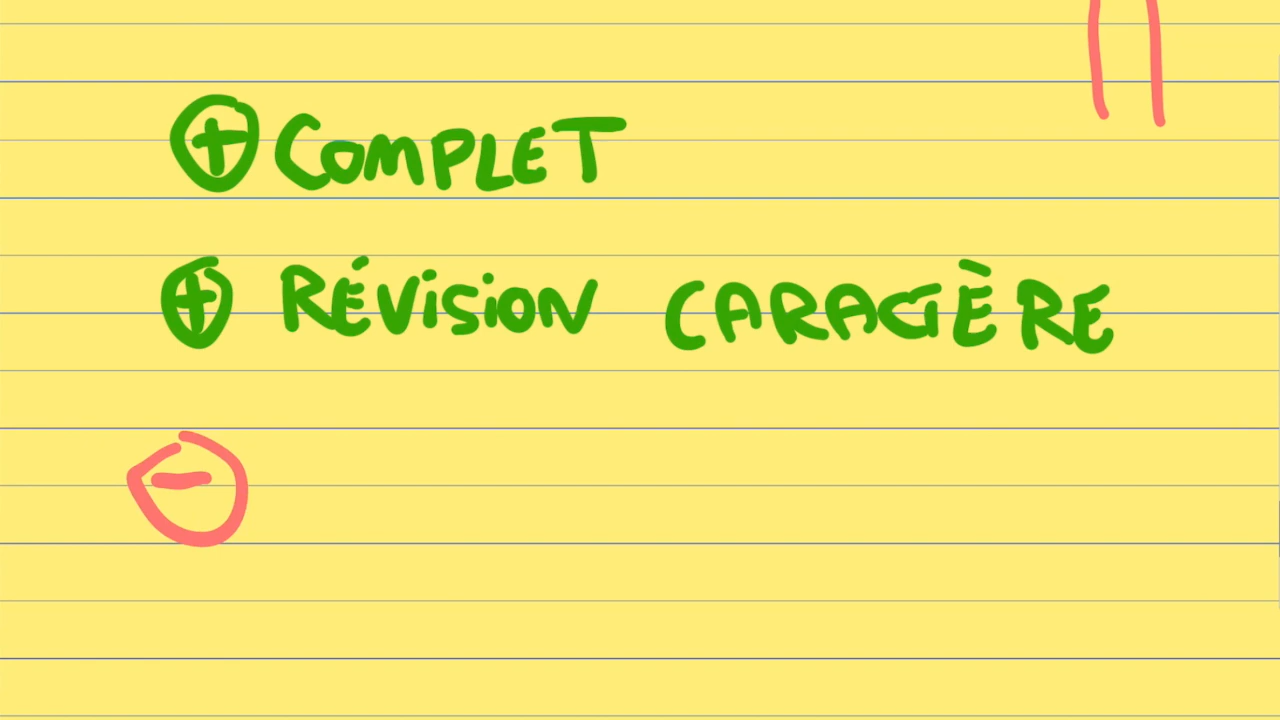 ⊕ COMPLET
⊕ RÉVISION CARACTÈRE
⊖